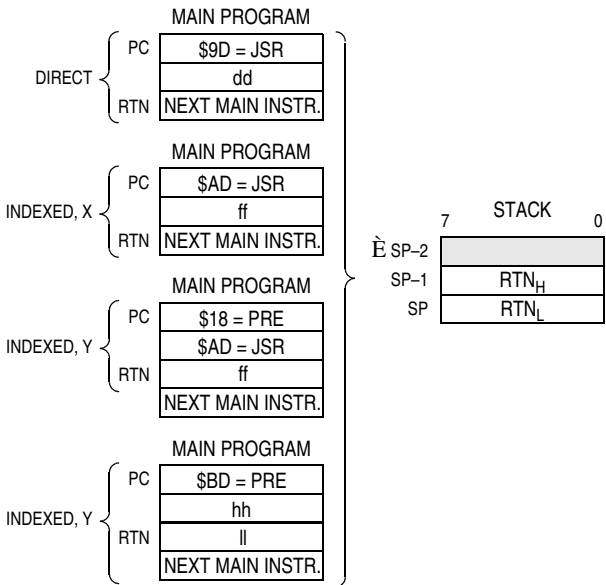 MAIN PROGRAM
PC $9D = JSR
DIRECT dd
RTN NEXT MAIN INSTR.
MAIN PROGRAM
PC $AD = JSR
INDEXED, X ff
RTN NEXT MAIN INSTR.
MAIN PROGRAM
PC $18 = PRE
INDEXED, Y $AD = JSR
RTN ff
NEXT MAIN INSTR.
MAIN PROGRAM
PC $BD = PRE
INDEXED, Y hh
RTN ll
NEXT MAIN INSTR.
7 STACK 0
È SP–2
SP–1 RTNH
SP RTNL